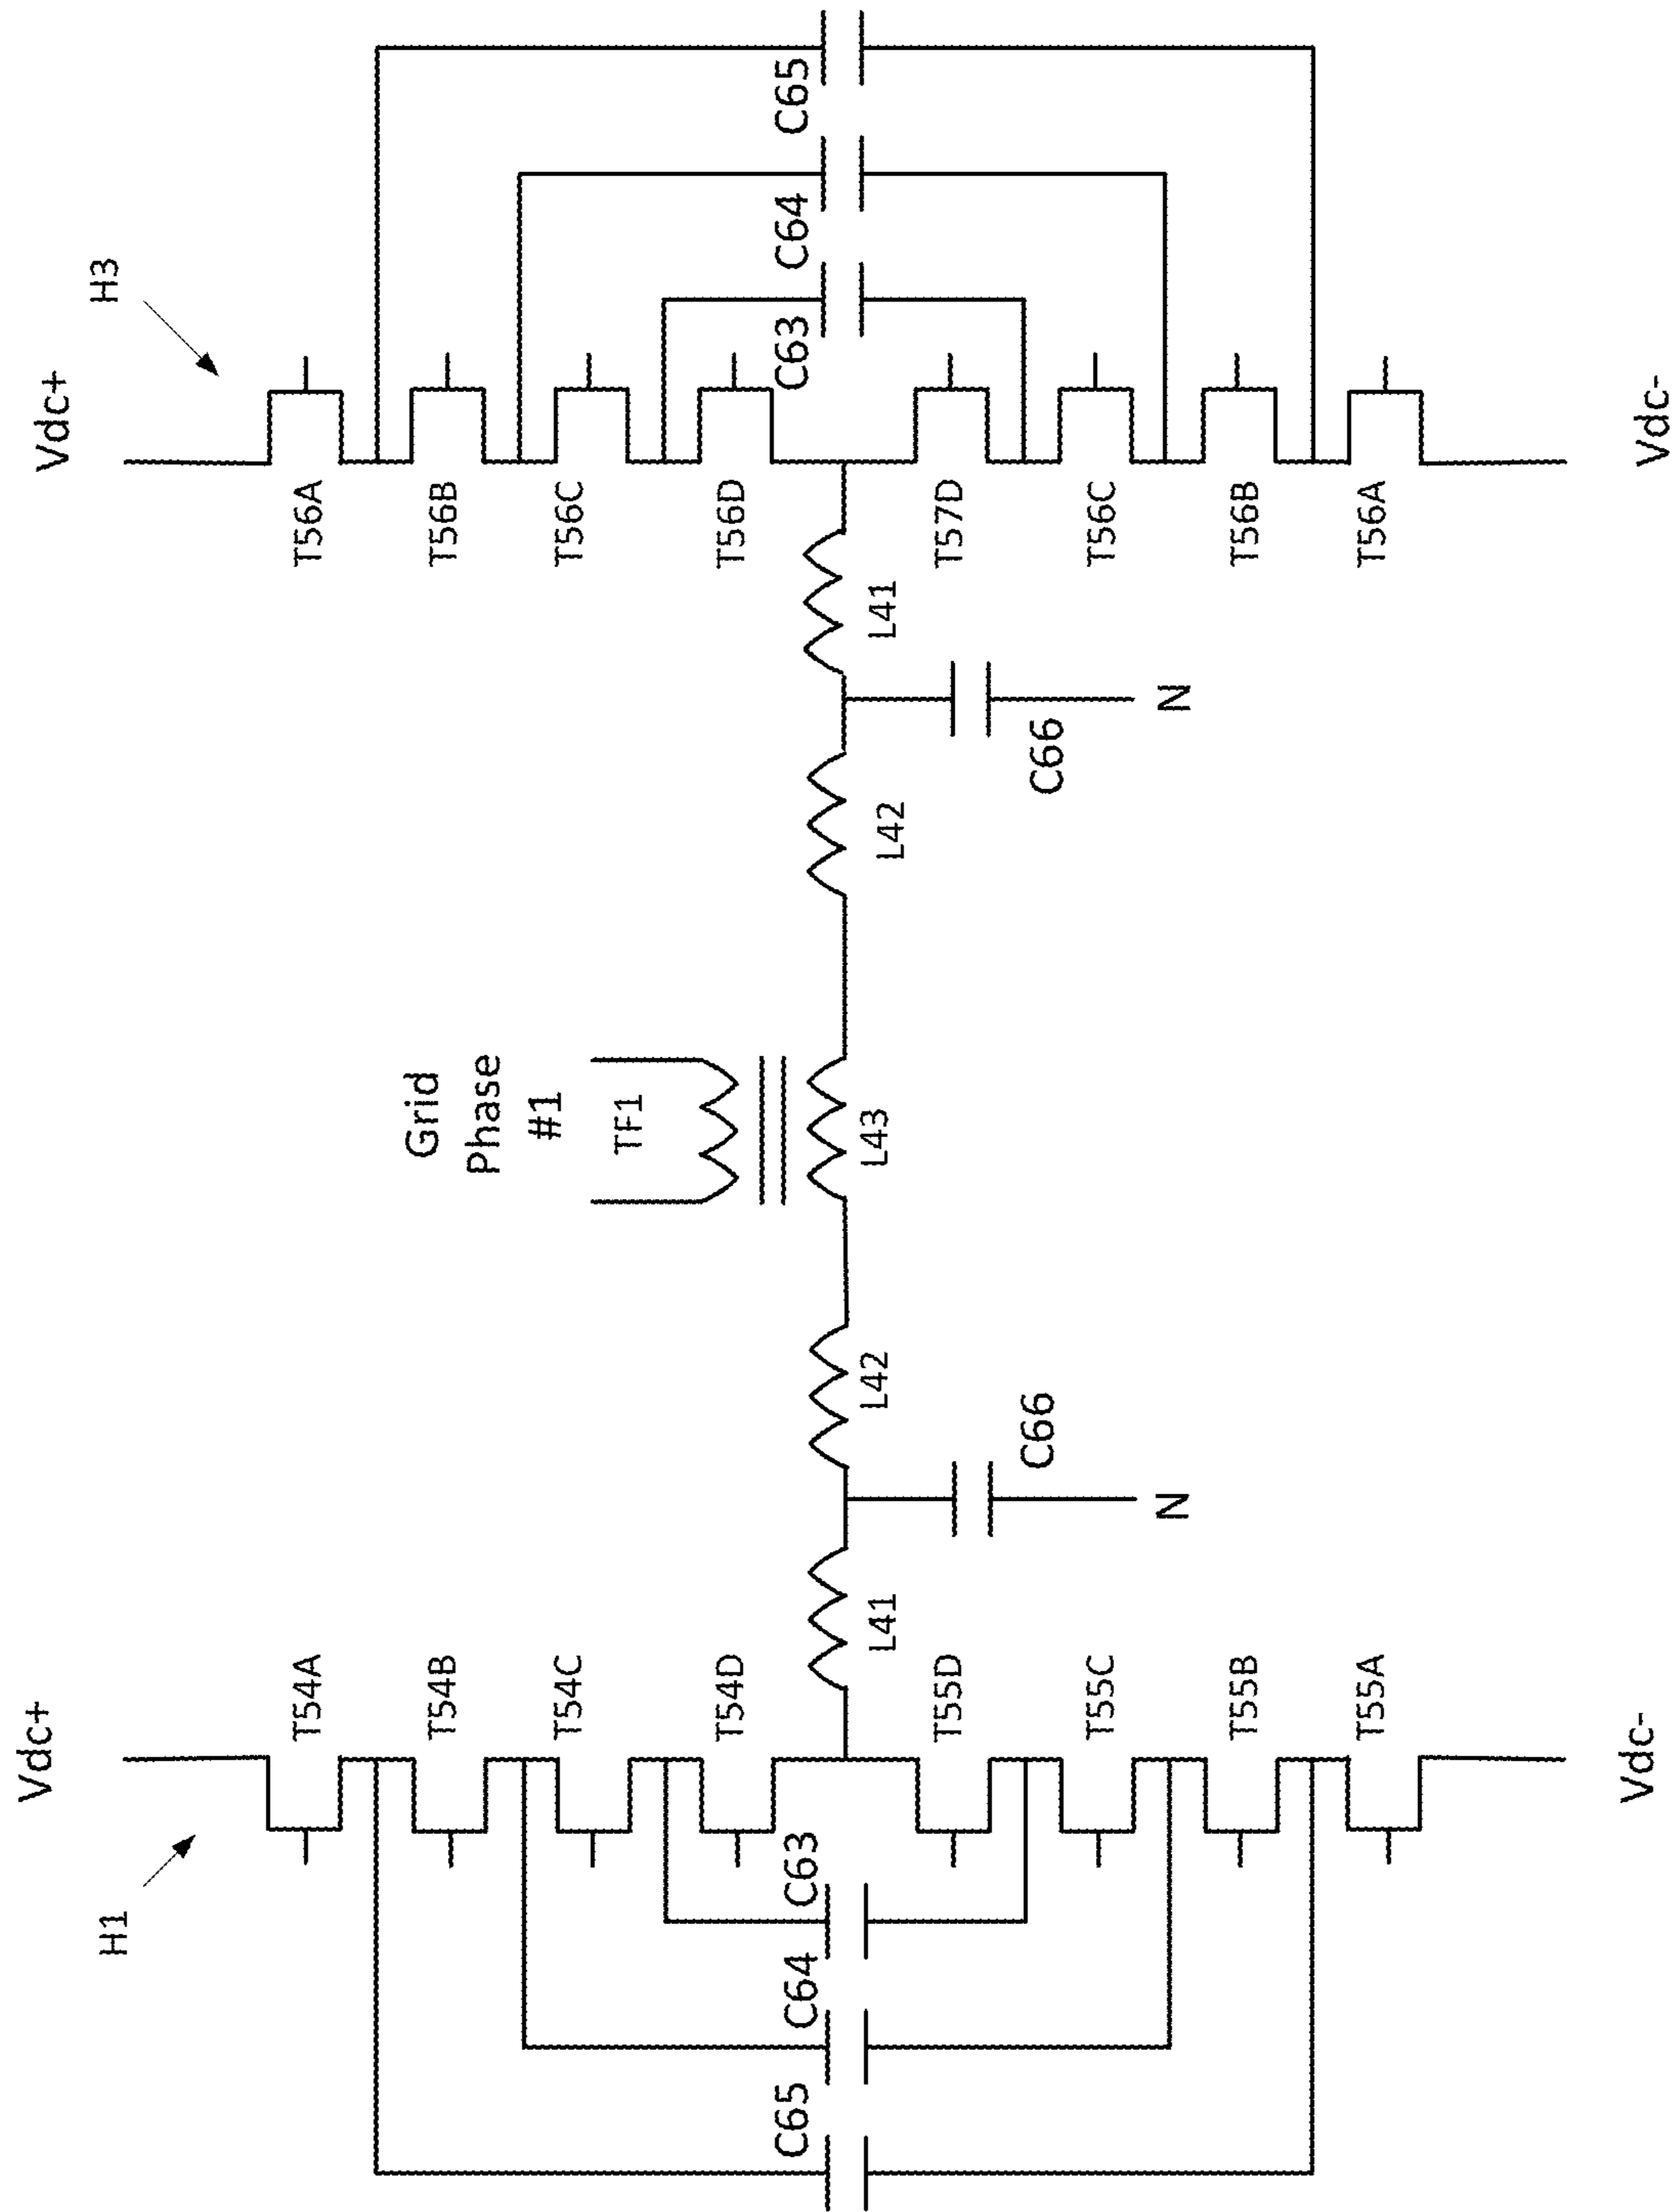 H1
Vdc+
T54A
T54B
T54C
T54D
T55D
T55C
T55B
T55A
Vdc-
C65
C64
C63
L41
C66
N
L42
Grid
Phase
#1
TF1
L43
L42
C66
N
L41
H3
Vdc+
T56A
T56B
T56C
T56D
T57D
T56C
T56B
T56A
Vdc-
C63
C64
C65